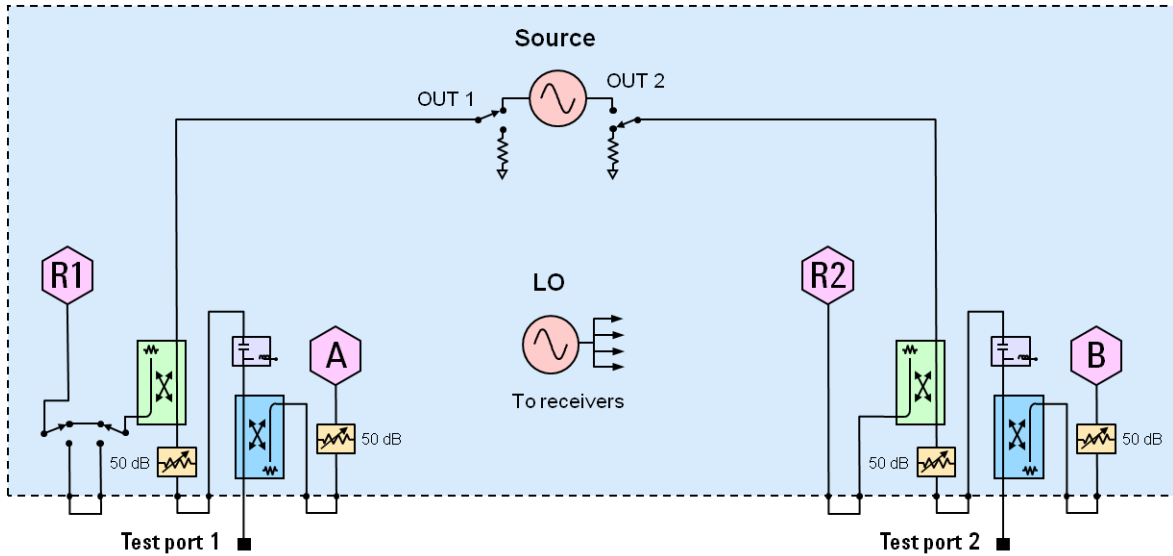 Source
OUT 1
OUT 2
R1
R2
LO
A
B
To receivers
50 dB
50 dB
50 dB
50 dB
Test port 1
Test port 2